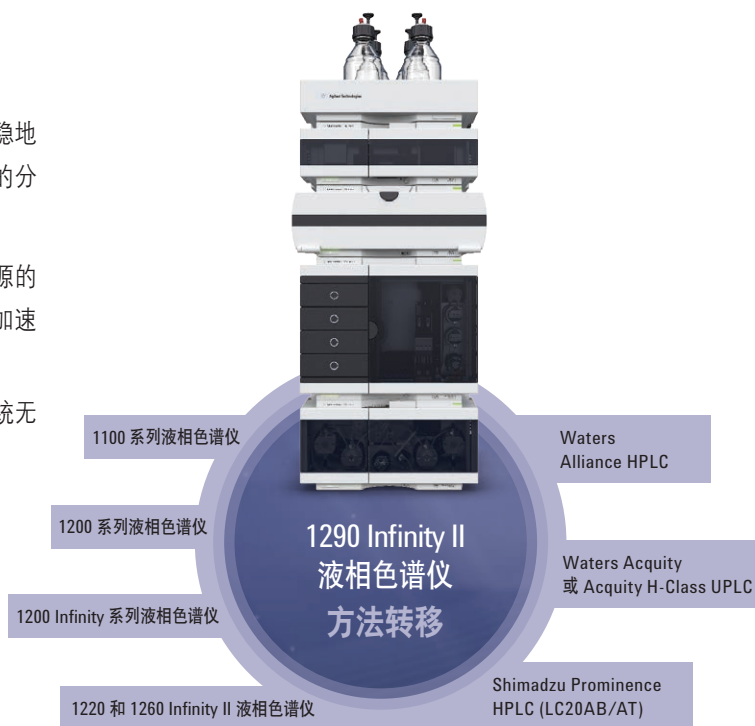 Agilent Technologies
稳地
的分
源的
加速
统无
1100 系列液相色谱仪
1200 系列液相色谱仪
1200 Infinity 系列液相色谱仪
1220 和 1260 Infinity II 液相色谱仪
1290 Infinity II
液相色谱仪
方法转移
Waters
Alliance HPLC
Waters Acquity
或 Acquity H-Class UPLC
Shimadzu Prominence
HPLC (LC20AB/AT)